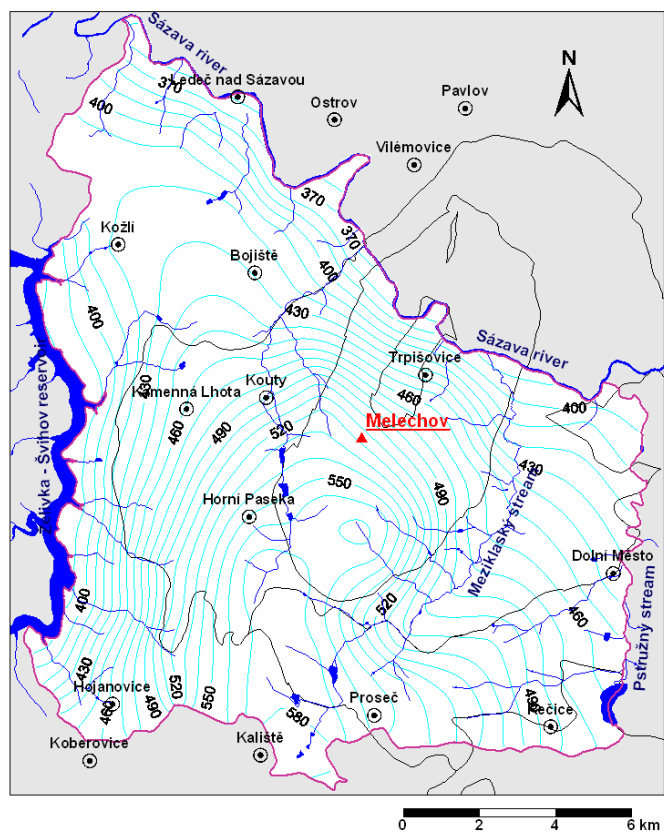 Sázava river
370
Ledeč nad Sázavou
400
Ostrov
Pavlov
N
Vilémovice
370
370
Kožlí
Bojiště
400
400
430
Sázava river
Trpišovice
460
400
430
Kamenná Lhota
Kouty
460
490
520
Melechov
430
550
490
Želivka - Švihov reservoir
Horní Paseka
Meziklaský stream
Dolní Město
400
520
460
Pstružný stream
430
Hojanovice
460
490
520
550
580
Proseč
490
Řečice
Koberovice
Kaliště
0 2 4 6 km